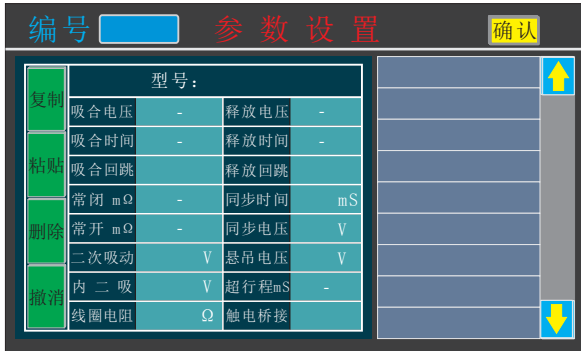 编号 参数设置 确认
型号：
复制
粘贴
删除
撤消
吸合电压 - 释放电压 -
吸合时间 - 释放时间 -
吸合回跳 释放回跳
常闭 mΩ - 同步时间 mS
常开 mΩ - 同步电压 V
二次吸动 V 悬吊电压 V
内二吸 V 超行程mS -
线圈电阻 Ω 触电桥接